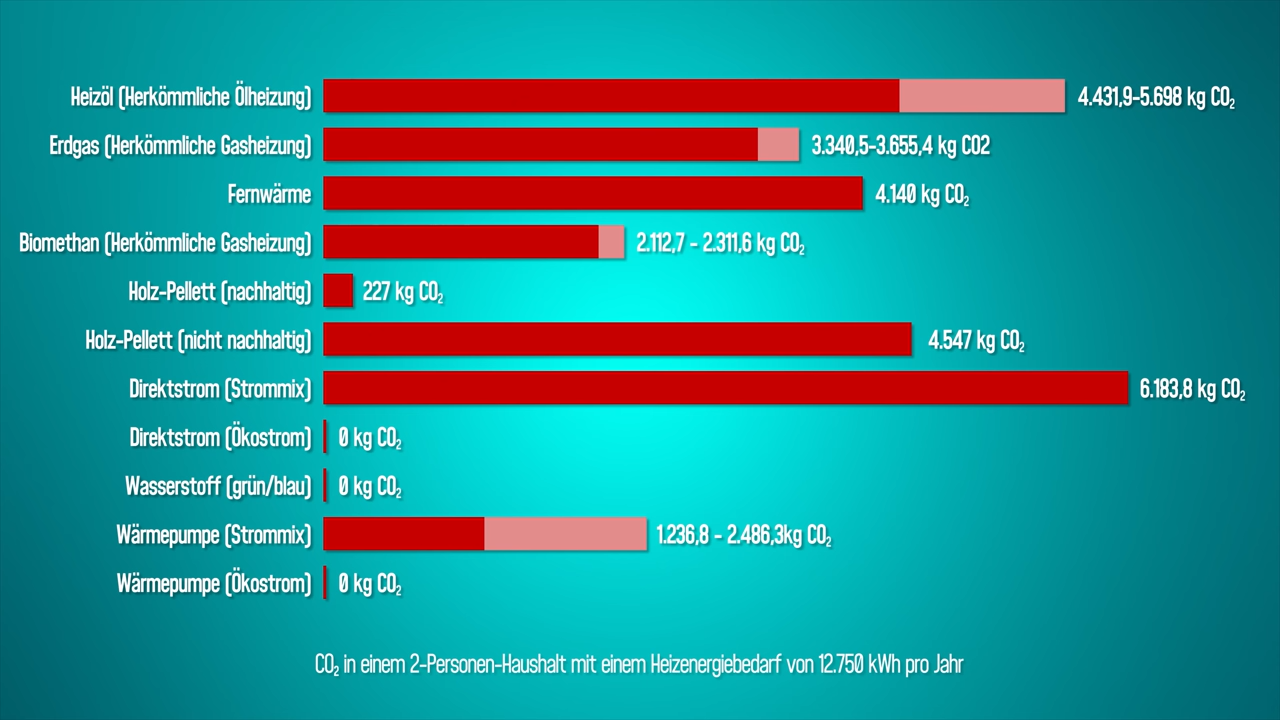 Heizöl (Herkömmliche Ölheizung) 4.431,9-5.698 kg CO₂
Erdgas (Herkömmliche Gasheizung) 3.340,5-3.655,4 kg CO2
Fernwärme 4.140 kg CO₂
Biomethan (Herkömmliche Gasheizung) 2.112,7 - 2.311,6 kg CO₂
Holz-Pellett (nachhaltig) 227 kg CO₂
Holz-Pellett (nicht nachhaltig) 4.547 kg CO₂
Direktstrom (Strommix) 6.183,8 kg CO₂
Direktstrom (Ökostrom) 0 kg CO₂
Wasserstoff (grün/blau) 0 kg CO₂
Wärmepumpe (Strommix) 1.236,8 - 2.486,3kg CO₂
Wärmepumpe (Ökostrom) 0 kg CO₂
CO₂ in einem 2-Personen-Haushalt mit einem Heizenergiebedarf von 12.750 kWh pro Jahr